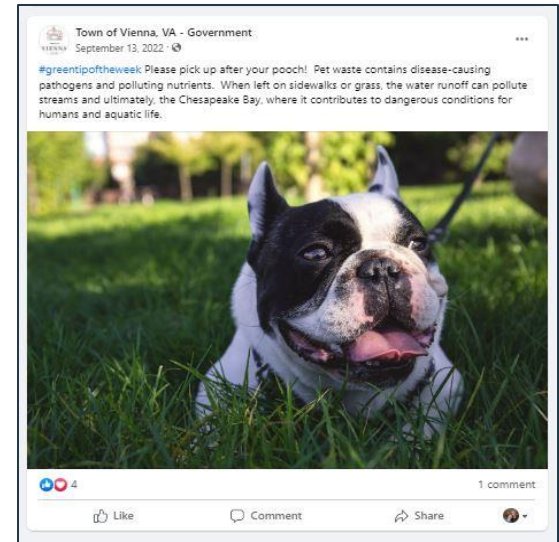 Town of Vienna, VA - Government
VIENNA
September 13, 2022 ·
#greentipoftheweek Please pick up after your pooch! Pet waste contains disease-causing
pathogens and polluting nutrients. When left on sidewalks or grass, the water runoff can pollute
streams and ultimately, the Chesapeake Bay, where it contributes to dangerous conditions for
humans and aquatic life.
4
1 comment
Like
Comment
Share